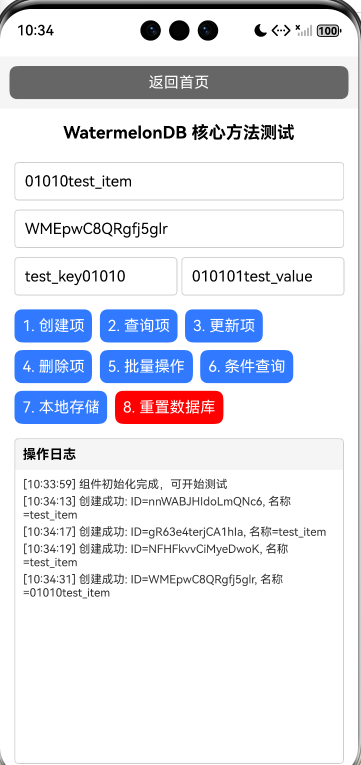 10:34
100
返回首页
WatermelonDB 核心方法测试
01010test_item
WMEpwC8QRgfj5glr
test_key01010 010101test_value
1. 创建项 2. 查询项 3. 更新项
4. 删除项 5. 批量操作 6. 条件查询
7. 本地存储 8. 重置数据库
操作日志
[10:33:59] 组件初始化完成，可开始测试
[10:34:13] 创建成功: ID=nnWABJHIdoLmQNc6, 名称
=test_item
[10:34:17] 创建成功: ID=gR63e4terjCA1hIa, 名称=test_item
[10:34:19] 创建成功: ID=NFHFkvvCiMyeDwoK, 名称
=test_item
[10:34:31] 创建成功: ID=WMEpwC8QRgfj5glr, 名称
=01010test_item